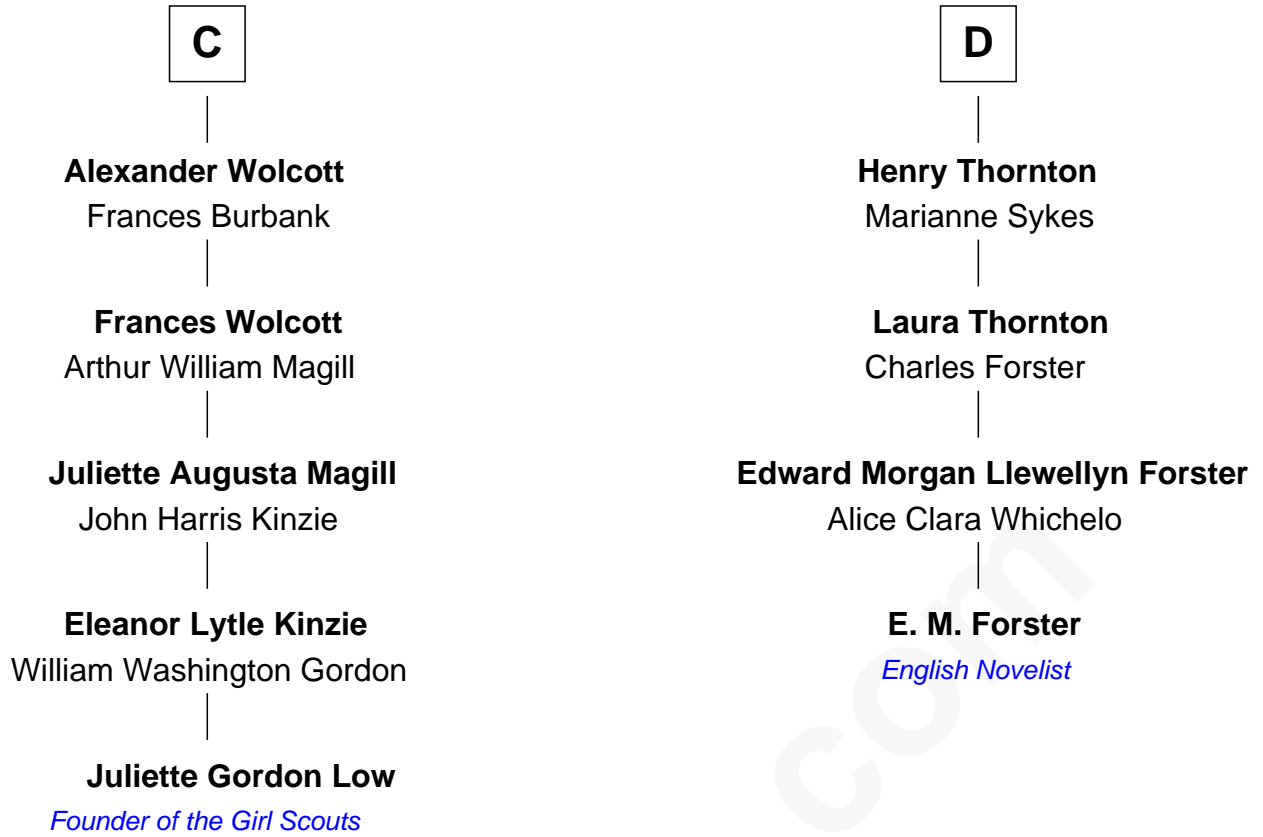 C
Alexander Wolcott
Frances Burbank
Frances Wolcott
Arthur William Magill
Juliette Augusta Magill
John Harris Kinzie
Eleanor Lytle Kinzie
William Washington Gordon
Juliette Gordon Low
Founder of the Girl Scouts
D
Henry Thornton
Marianne Sykes
Laura Thornton
Charles Forster
Edward Morgan Llewellyn Forster
Alice Clara Whichelo
E. M. Forster
English Novelist
com